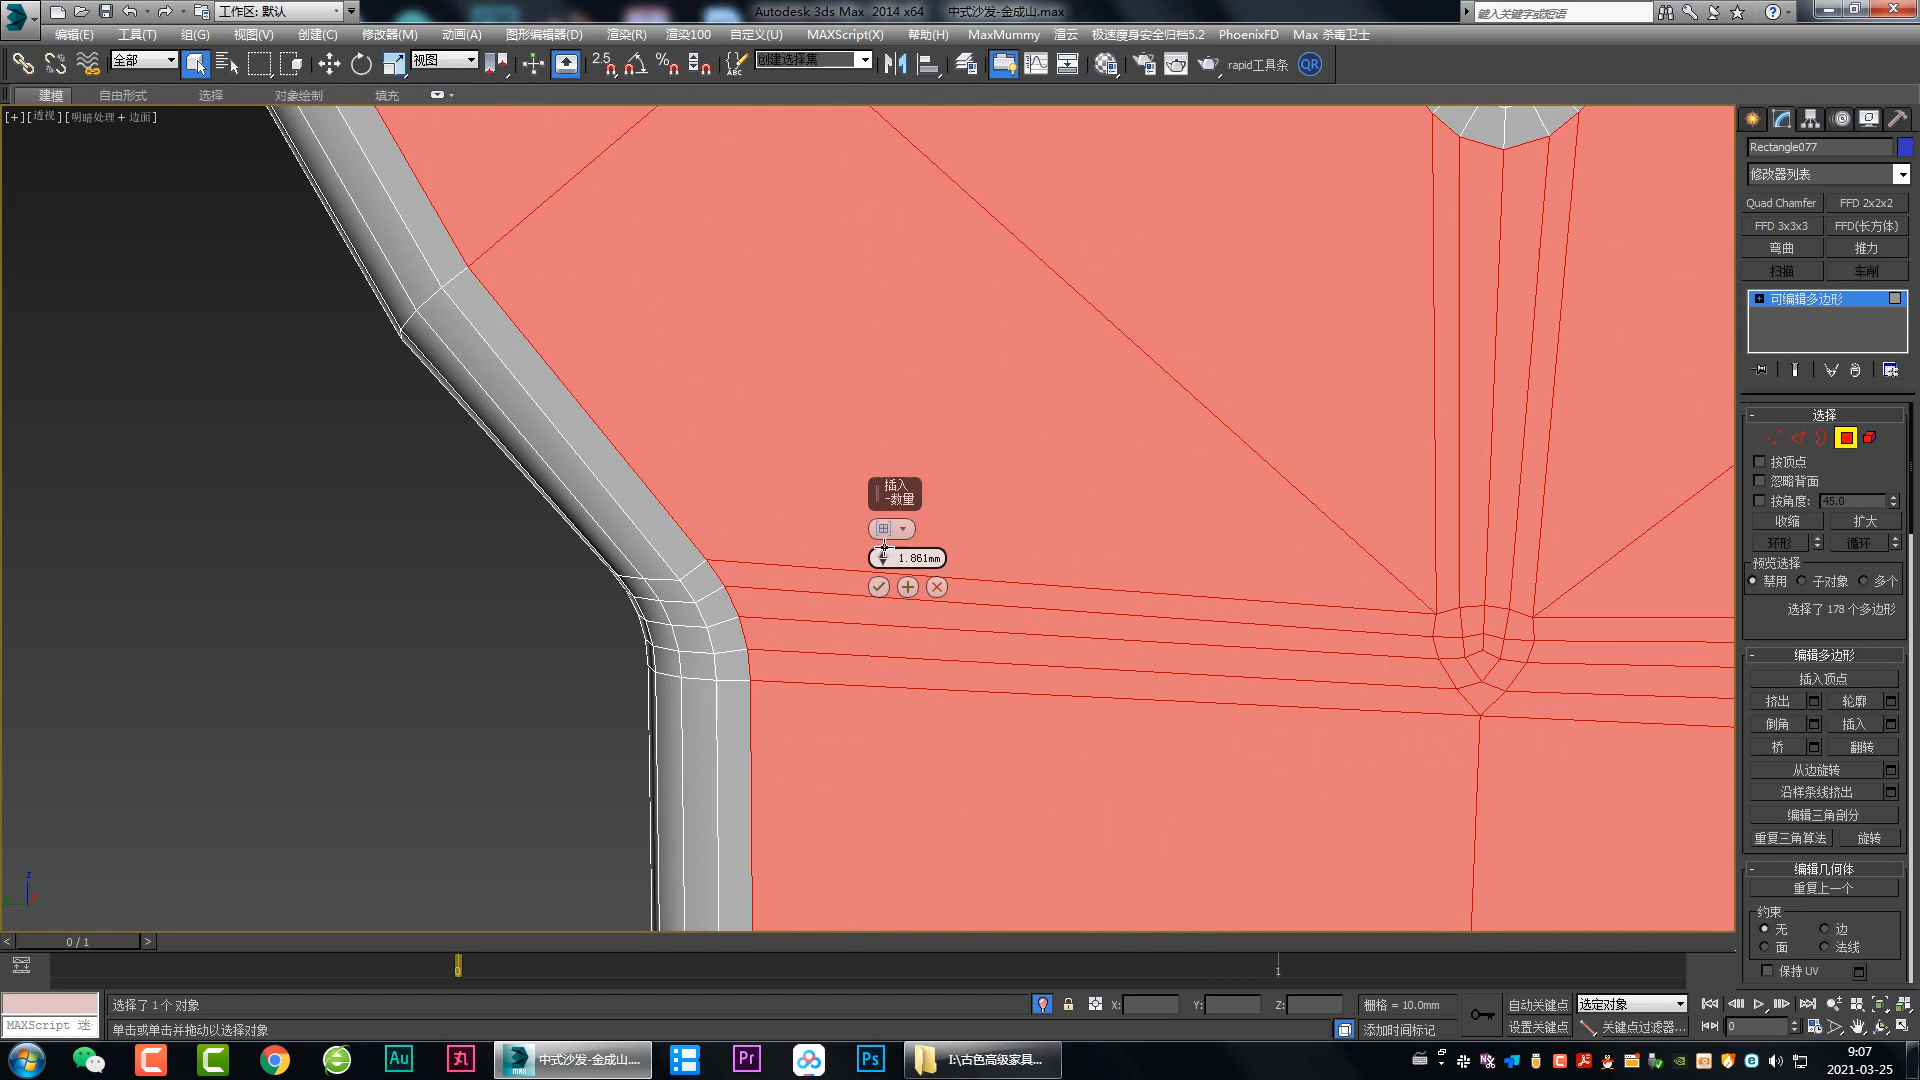 工作区: 默认
Autodesk 3ds Max  2014 x64
中式沙发-金成山.max
键入关键字或短语
编辑(E)
工具(T)
组(G)
视图(V)
创建(C)
修改器(M)
动画(A)
图形编辑器(D)
渲染(R)
渲染100
自定义(U)
MAXScript(X)
帮助(H)
MaxMummy
渲云
极速瘦身安全归档5.2
PhoenixFD
Max 杀毒卫士
全部
视图
2.5
创建选择集
rapid工具条
QR
建模
自由形式
选择
对象绘制
填充
[+][透视][明暗处理 + 边面]
Rectangle077
修改器列表
Quad Chamfer
FFD 2x2x2
FFD 3x3x3
FFD(长方体)
弯曲
推力
扫描
车削
可编辑多边形
选择
按顶点
忽略背面
按角度:
45.0
收缩
扩大
环形
循环
预览选择
禁用
子对象
多个
选择了 178 个多边形
编辑多边形
插入顶点
挤出
轮廓
倒角
插入
桥
翻转
从边旋转
沿样条线挤出
编辑三角剖分
重复三角算法
旋转
编辑几何体
重复上一个
约束
无
边
面
法线
保持 UV
插入
-数量
1.861mm
z
0 / 1
0
1
选择了 1 个 对象
X:
Y:
Z:
栅格 = 10.0mm
自动关键点
选定对象
MAXScript 迷
单击或单击并拖动以选择对象
添加时间标记
设置关键点
关键点过滤器...
0
Au
丸
中式沙发-金成山....
Pr
Ps
I:\古色高级家具...
9:07
2021-03-25